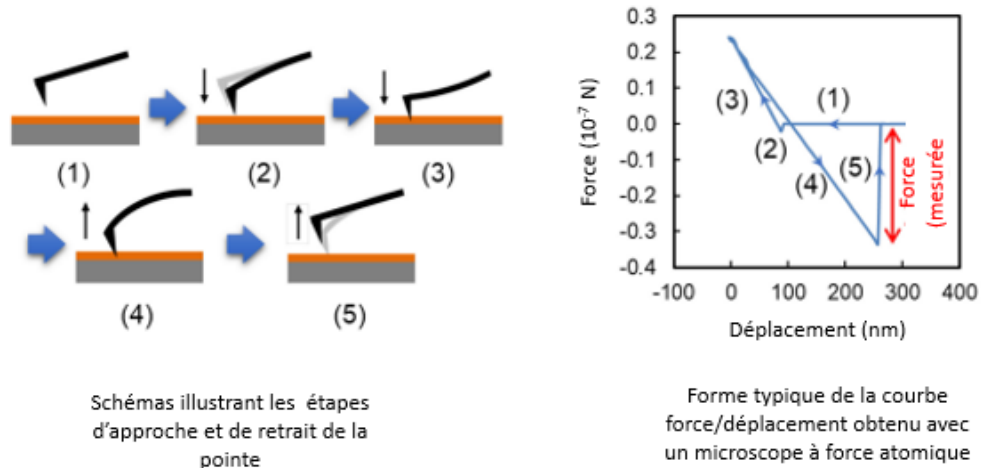 (1)
(2)
(3)
(4)
(5)
Schémas illustrant les étapes
d'approche et de retrait de la
pointe
Force (10⁻⁷ N)
0.3
0.2
0.1
0.0
-0.1
-0.2
-0.3
-0.4
(1)
(2)
(3)
(4)
(5)
Force
(mesurée
-100 0 100 200 300 400
Déplacement (nm)
Forme typique de la courbe
force/déplacement obtenu avec
un microscope à force atomique